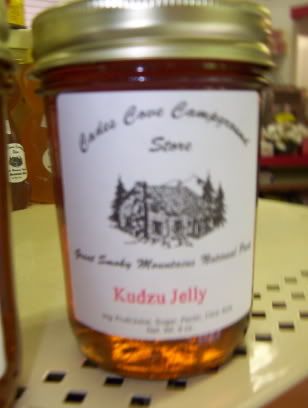 Cades Cove Campground
Store
Great Smoky Mountains National Park
Kudzu Jelly